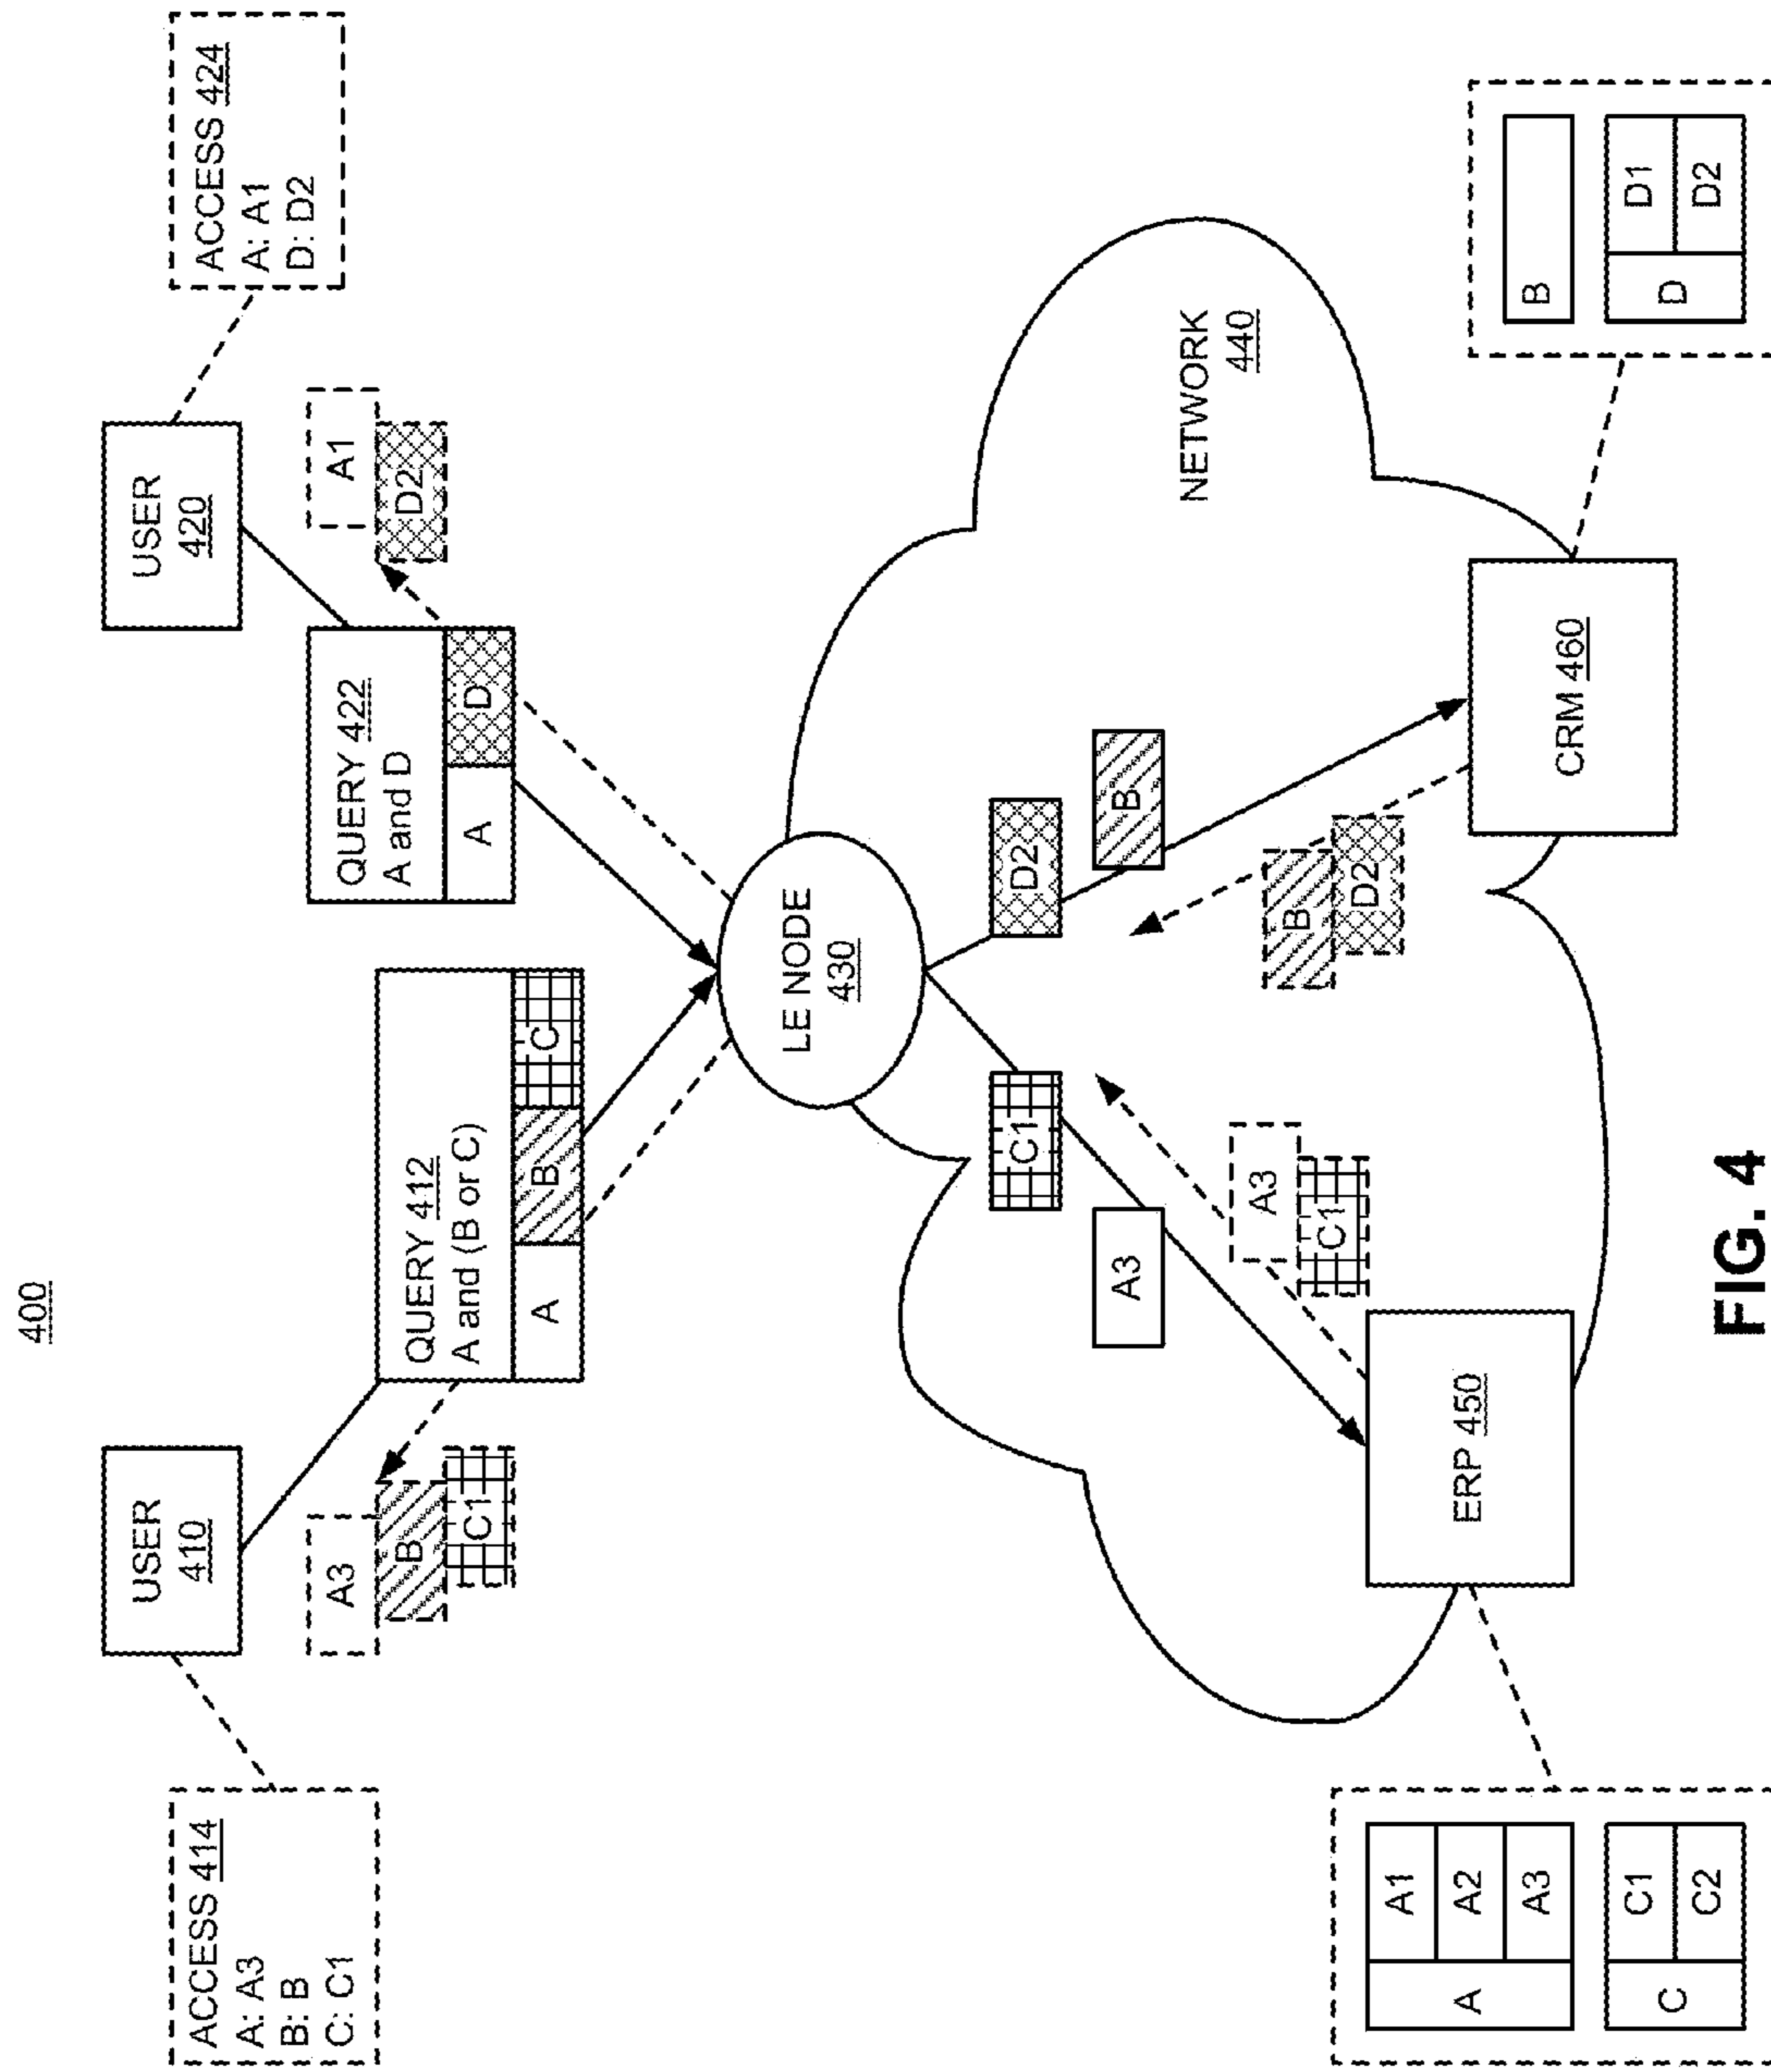 400
ACCESS 414
A: A3
B: B
C: C1
USER
410
USER
420
ACCESS 424
A: A1
D: D2
A3
B
C1
QUERY 412
A and (B or C)
A
B
C
QUERY 422
A and D
A
D
A1
D2
LE NODE
430
NETWORK
440
C1
A3
D2
B
A3
C1
B
D2
ERP 450
CRM 460
A
A1
A2
A3
C
C1
C2
B
D
D1
D2
FIG. 4